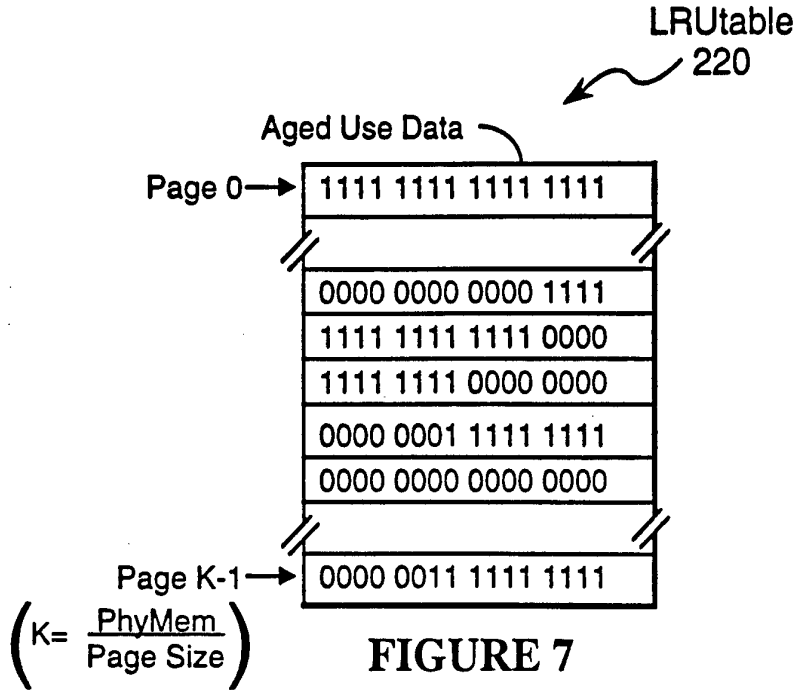 LRUtable
220
Aged Use Data
Page 0
1111 1111 1111 1111
0000 0000 0000 1111
1111 1111 1111 0000
1111 1111 0000 0000
0000 0001 1111 1111
0000 0000 0000 0000
Page K-1
0000 0011 1111 1111
(K= PhyMem
Page Size)
FIGURE 7